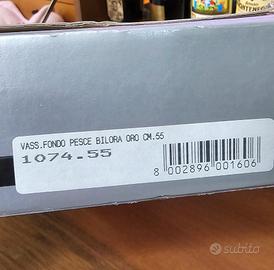 VASS.FONDO PESCE BILORA ORO CM.55
1074.55
8 002896 001606
subito